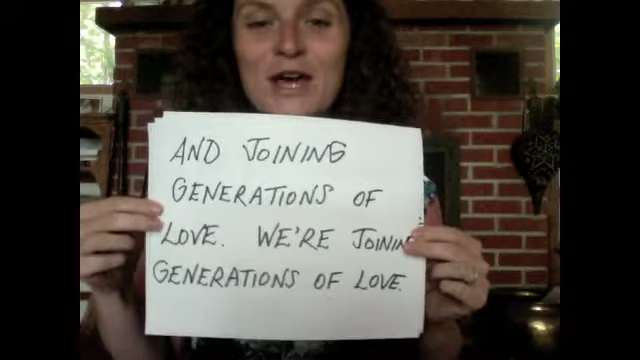 AND JOINING
GENERATIONS OF
LOVE. WE'RE JOINING
GENERATIONS OF LOVE.